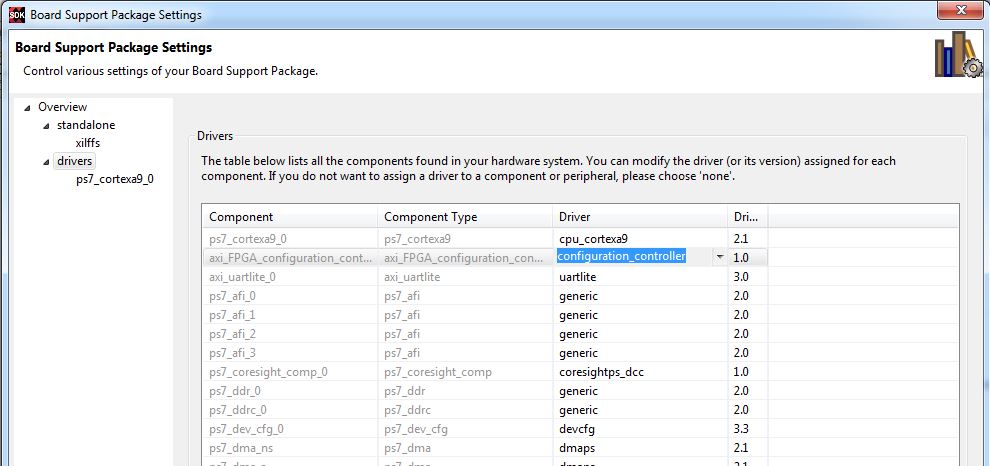 SDK Board Support Package Settings
Board Support Package Settings
Control various settings of your Board Support Package.
Overview
standalone
xilffs
drivers
ps7_cortexa9_0
Drivers
The table below lists all the components found in your hardware system. You can modify the driver (or its version) assigned for each
component. If you do not want to assign a driver to a component or peripheral, please choose 'none'.
Component Component Type Driver Dri...
ps7_cortexa9_0 ps7_cortexa9 cpu_cortexa9 2.1
axi_FPGA_configuration_cont... axi_FPGA_configuration_con... configuration_controller 1.0
axi_uartlite_0 axi_uartlite uartlite 3.0
ps7_afi_0 ps7_afi generic 2.0
ps7_afi_1 ps7_afi generic 2.0
ps7_afi_2 ps7_afi generic 2.0
ps7_afi_3 ps7_afi generic 2.0
ps7_coresight_comp_0 ps7_coresight_comp coresightps_dcc 1.0
ps7_ddr_0 ps7_ddr generic 2.0
ps7_ddrc_0 ps7_ddrc generic 2.0
ps7_dev_cfg_0 ps7_dev_cfg devcfg 3.3
ps7_dma_ns ps7_dma dmaps 2.1